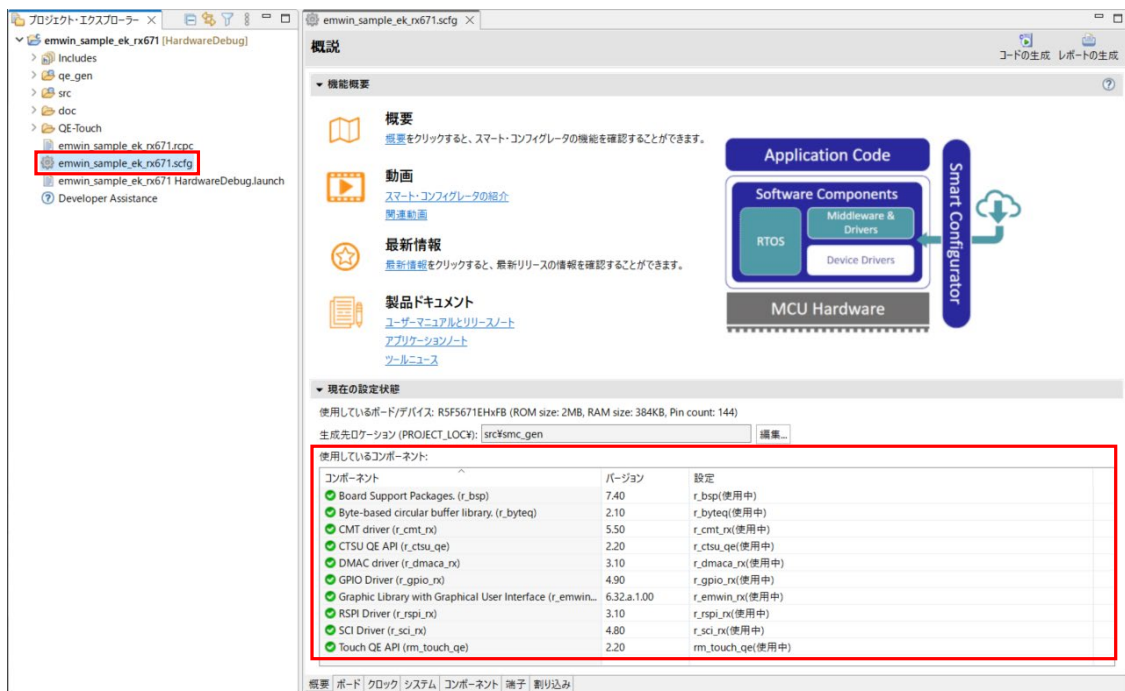 プロジェクト・エクスプローラー
emwin_sample_ek_rx671 [HardwareDebug]
Includes
qe_gen
src
doc
QE-Touch
emwin_sample_ek_rx671.rcpc
emwin_sample_ek_rx671.scfg
emwin_sample_ek_rx671 HardwareDebug.launch
Developer Assistance
emwin_sample_ek_rx671.scfg
概説
コードの生成 レポートの生成
機能概要
概要
概要をクリックすると、スマート・コンフィグレータの機能を確認することができます。
動画
スマート・コンフィグレータの紹介
関連動画
最新情報
最新情報をクリックすると、最新リリースの情報を確認することができます。
製品ドキュメント
ユーザーマニュアルとリリースノート
アプリケーションノート
ツールニュース
Application Code
Software Components
RTOS
Middleware &
Drivers
Device Drivers
MCU Hardware
Smart Configurator
現在の設定状態
使用しているボード/デバイス: R5F5671EHxFB (ROM size: 2MB, RAM size: 384KB, Pin count: 144)
生成先ロケーション (PROJECT_LOC¥): src¥smc_gen 編集...
使用しているコンポーネント:
コンポーネント バージョン 設定
Board Support Packages. (r_bsp) 7.40 r_bsp(使用中)
Byte-based circular buffer library. (r_byteq) 2.10 r_byteq(使用中)
CMT driver (r_cmt_rx) 5.50 r_cmt_rx(使用中)
CTSU QE API (r_ctsu_qe) 2.20 r_ctsu_qe(使用中)
DMAC driver (r_dmaca_rx) 3.10 r_dmaca_rx(使用中)
GPIO Driver (r_gpio_rx) 4.90 r_gpio_rx(使用中)
Graphic Library with Graphical User Interface (r_emwin... 6.32.a.1.00 r_emwin_rx(使用中)
RSPI Driver (r_rspi_rx) 3.10 r_rspi_rx(使用中)
SCI Driver (r_sci_rx) 4.80 r_sci_rx(使用中)
Touch QE API (rm_touch_qe) 2.20 rm_touch_qe(使用中)
概要 ボード クロック システム コンポーネント 端子 割り込み